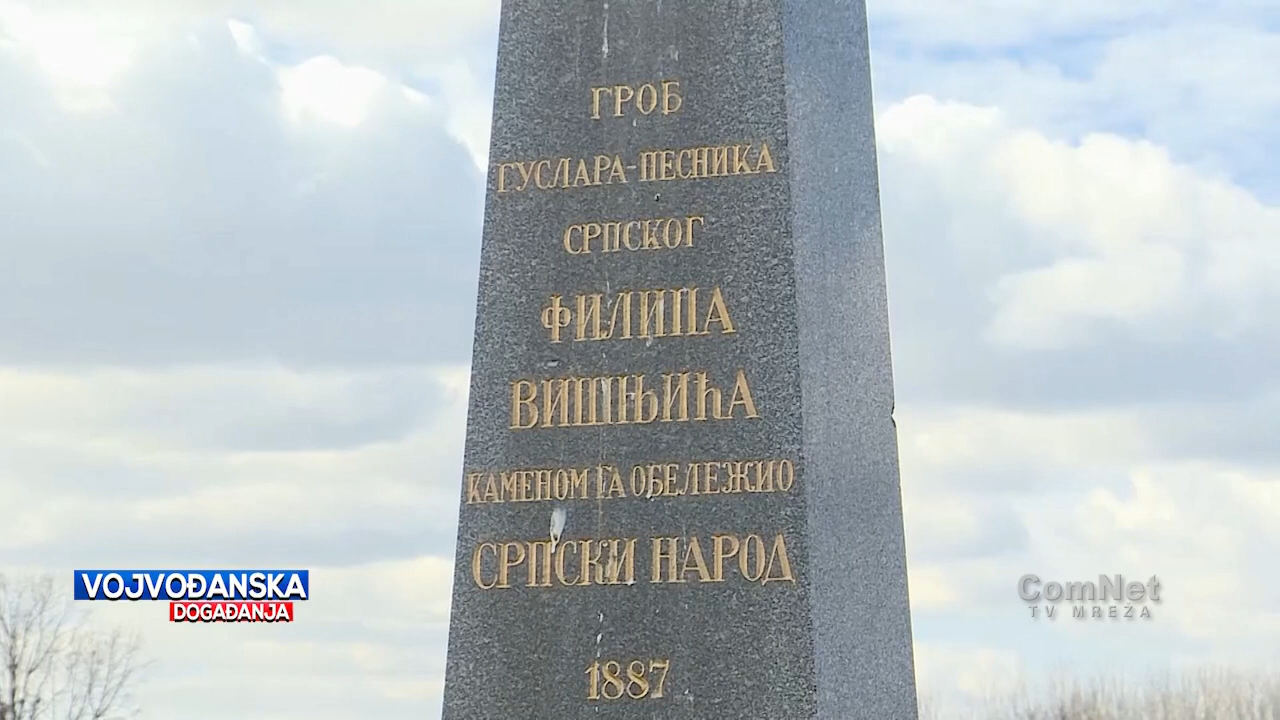 ГРОБ
ГУСЛАРА-ПЕСНИКА
СРПСКОГ
ФИЛИПА
ВИШЊИЋА
КАМЕНОМ ГА ОБЕЛЕЖИО
СРПСКИ НАРОД
1887
VOJVOĐANSKA
DOGAĐANJA
ComNet
TV MREZA